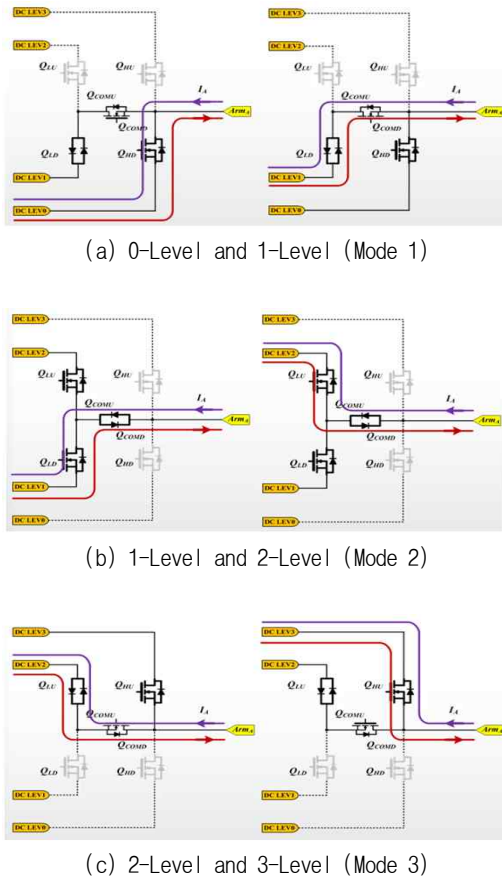 DC LEV3 DC LEV3
DC LEV2 DC LEV2
QLU QHU QLU QHU
QCOMU IA QCOMU IA
ArmA ArmA
QCOMD QCOMD
QLD QHD QLD QHD
DC LEV1 DC LEV1
DC LEV0 DC LEV0
(a) 0-Level and 1-Level (Mode 1)
DC LEV3 DC LEV3
DC LEV2 DC LEV2
QLU QHU QLU QHU
QCOMU IA QCOMU IA
ArmA ArmA
QCOMD QCOMD
QLD QHD QLD QHD
DC LEV1 DC LEV1
DC LEV0 DC LEV0
(b) 1-Level and 2-Level (Mode 2)
DC LEV3 DC LEV3
DC LEV2 DC LEV2
QLU QHU QLU QHU
QCOMU IA QCOMU IA
ArmA ArmA
QCOMD QCOMD
QLD QHD QLD QHD
DC LEV1 DC LEV1
DC LEV0 DC LEV0
(c) 2-Level and 3-Level (Mode 3)